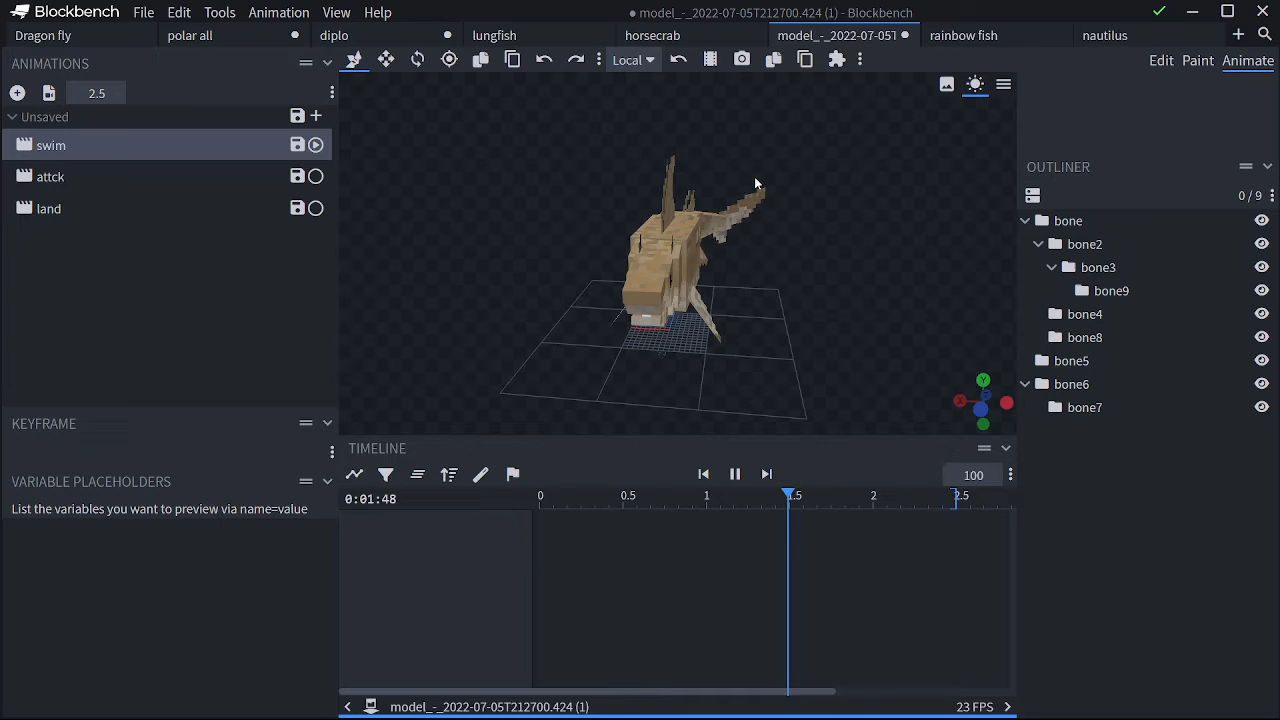 Blockbench File Edit Tools Animation View Help
model_-_2022-07-05T212700.424 (1) - Blockbench
Dragon fly
polar all
diplo
lungfish
horsecrab
model_-_2022-07-05T
rainbow fish
nautilus
ANIMATIONS
Local
Edit Paint Animate
2.5
Unsaved
swim
attck
land
OUTLINER
0 / 9
bone
bone2
bone3
bone9
bone4
bone8
bone5
bone6
bone7
Y
X
KEYFRAME
VARIABLE PLACEHOLDERS
List the variables you want to preview via name=value
TIMELINE
100
0:01:48
0 0.5 1 1.5 2 2.5
model_-_2022-07-05T212700.424 (1)
23 FPS